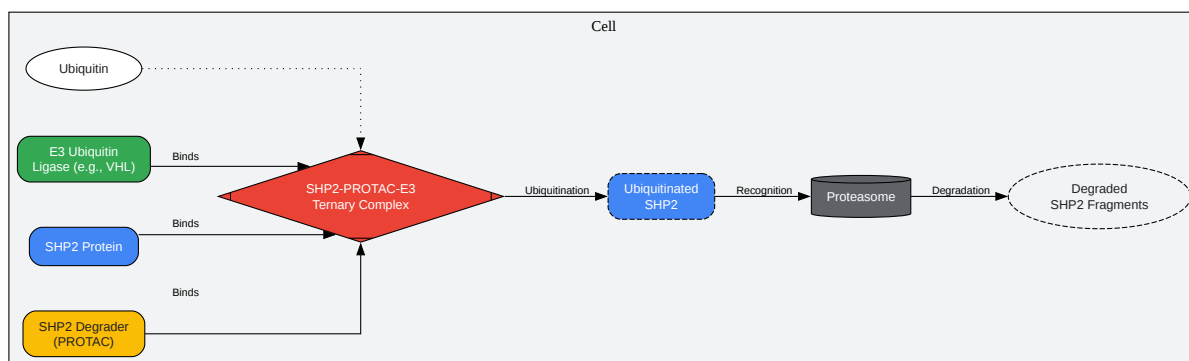 Cell
Ubiquitin
E3 Ubiquitin
Ligase (e.g., VHL)
Binds
SHP2-PROTAC-E3
Ternary Complex
Ubiquitination
Ubiquitinated
SHP2
Recognition
Proteasome
Degradation
Degraded
SHP2 Fragments
SHP2 Protein
Binds
Binds
SHP2 Degrader
(PROTAC)